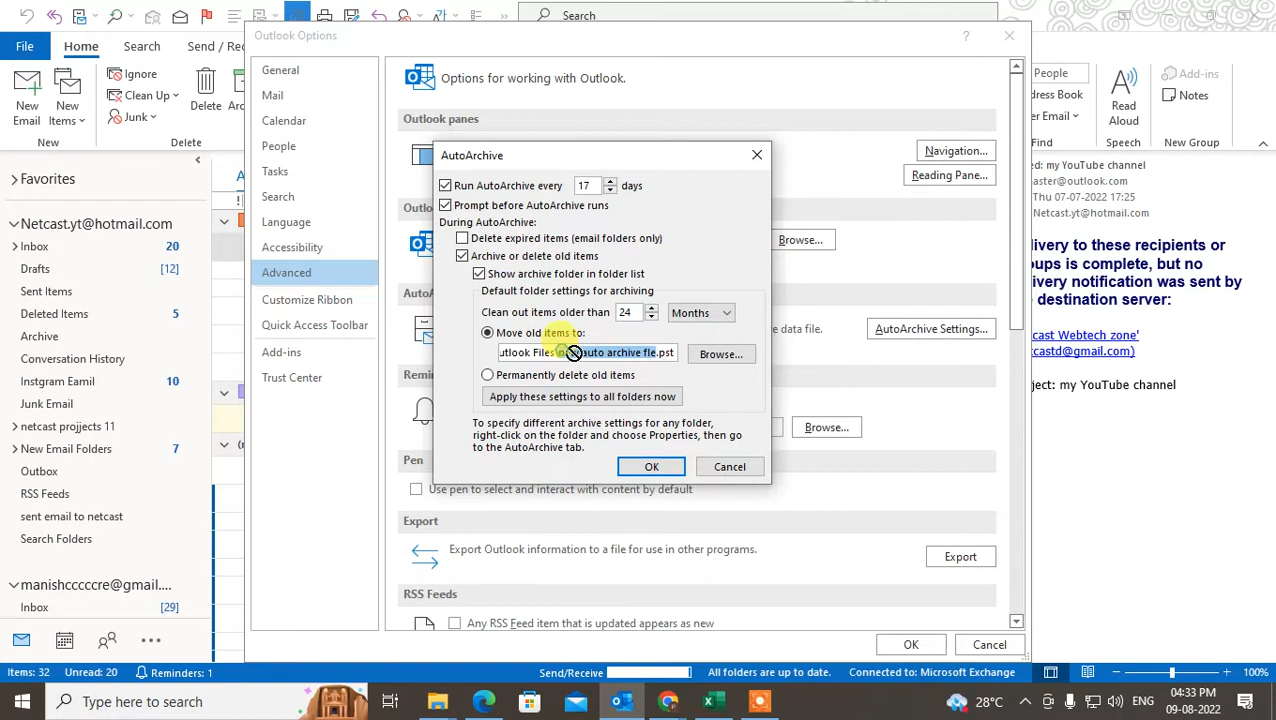 Search
File
Home
Search
Send / Rec
New
Email
New
Items
Ignore
Clean Up
Junk
Delete
Ar
New
Delete
Favorites
Netcast.yt@hotmail.com
Inbox 20
Drafts [12]
Sent Items
Deleted Items 5
Archive
Conversation History
Instgram Eamil
Junk Email
netcast projjects 11
New Email Folders 7
Outbox
RSS Feeds
sent email to netcast
Search Folders
manishcccccre@gmail....
Inbox [29]
Outlook Options
?
General
Mail
Calendar
People
Tasks
Search
Language
Accessibility
Advanced
Customize Ribbon
Quick Access Toolbar
Add-ins
Trust Center
Options for working with Outlook.
Outlook panes
Navigation...
Reading Pane...
Outlo
Browse...
AutoA
e data file.
AutoArchive Settings...
Remi
Browse...
Pen
Use pen to select and interact with content by default
Export
Export Outlook information to a file for use in other programs.
Export
RSS Feeds
Any RSS Feed item that is updated appears as new
OK
Cancel
AutoArchive
Run AutoArchive every 17 days
Prompt before AutoArchive runs
During AutoArchive:
Delete expired items (email folders only)
Archive or delete old items
Show archive folder in folder list
Default folder settings for archiving
Clean out items older than 24 Months
Move old items to:
utlook Files auto archive fle.pst
Browse...
Permanently delete old items
Apply these settings to all folders now
To specify different archive settings for any folder,
right-click on the folder and choose Properties, then go
to the AutoArchive tab.
OK
Cancel
People
dress Book
er Email
Find
Read
Aloud
Speech
Add-ins
Notes
New Group
ed: my YouTube channel
aster@outlook.com
Thu 07-07-2022 17:25
Netcast.yt@hotmail.com
livery to these recipients or
oups is complete, but no
livery notification was sent by
e destination server:
cast Webtech zone'
castd@gmail.com)
ject: my YouTube channel
Items: 32
Unread: 20
Reminders: 1
Send/Receive
All folders are up to date.
Connected to: Microsoft Exchange
100%
Type here to search
28°C
ENG
04:33 PM
09-08-2022